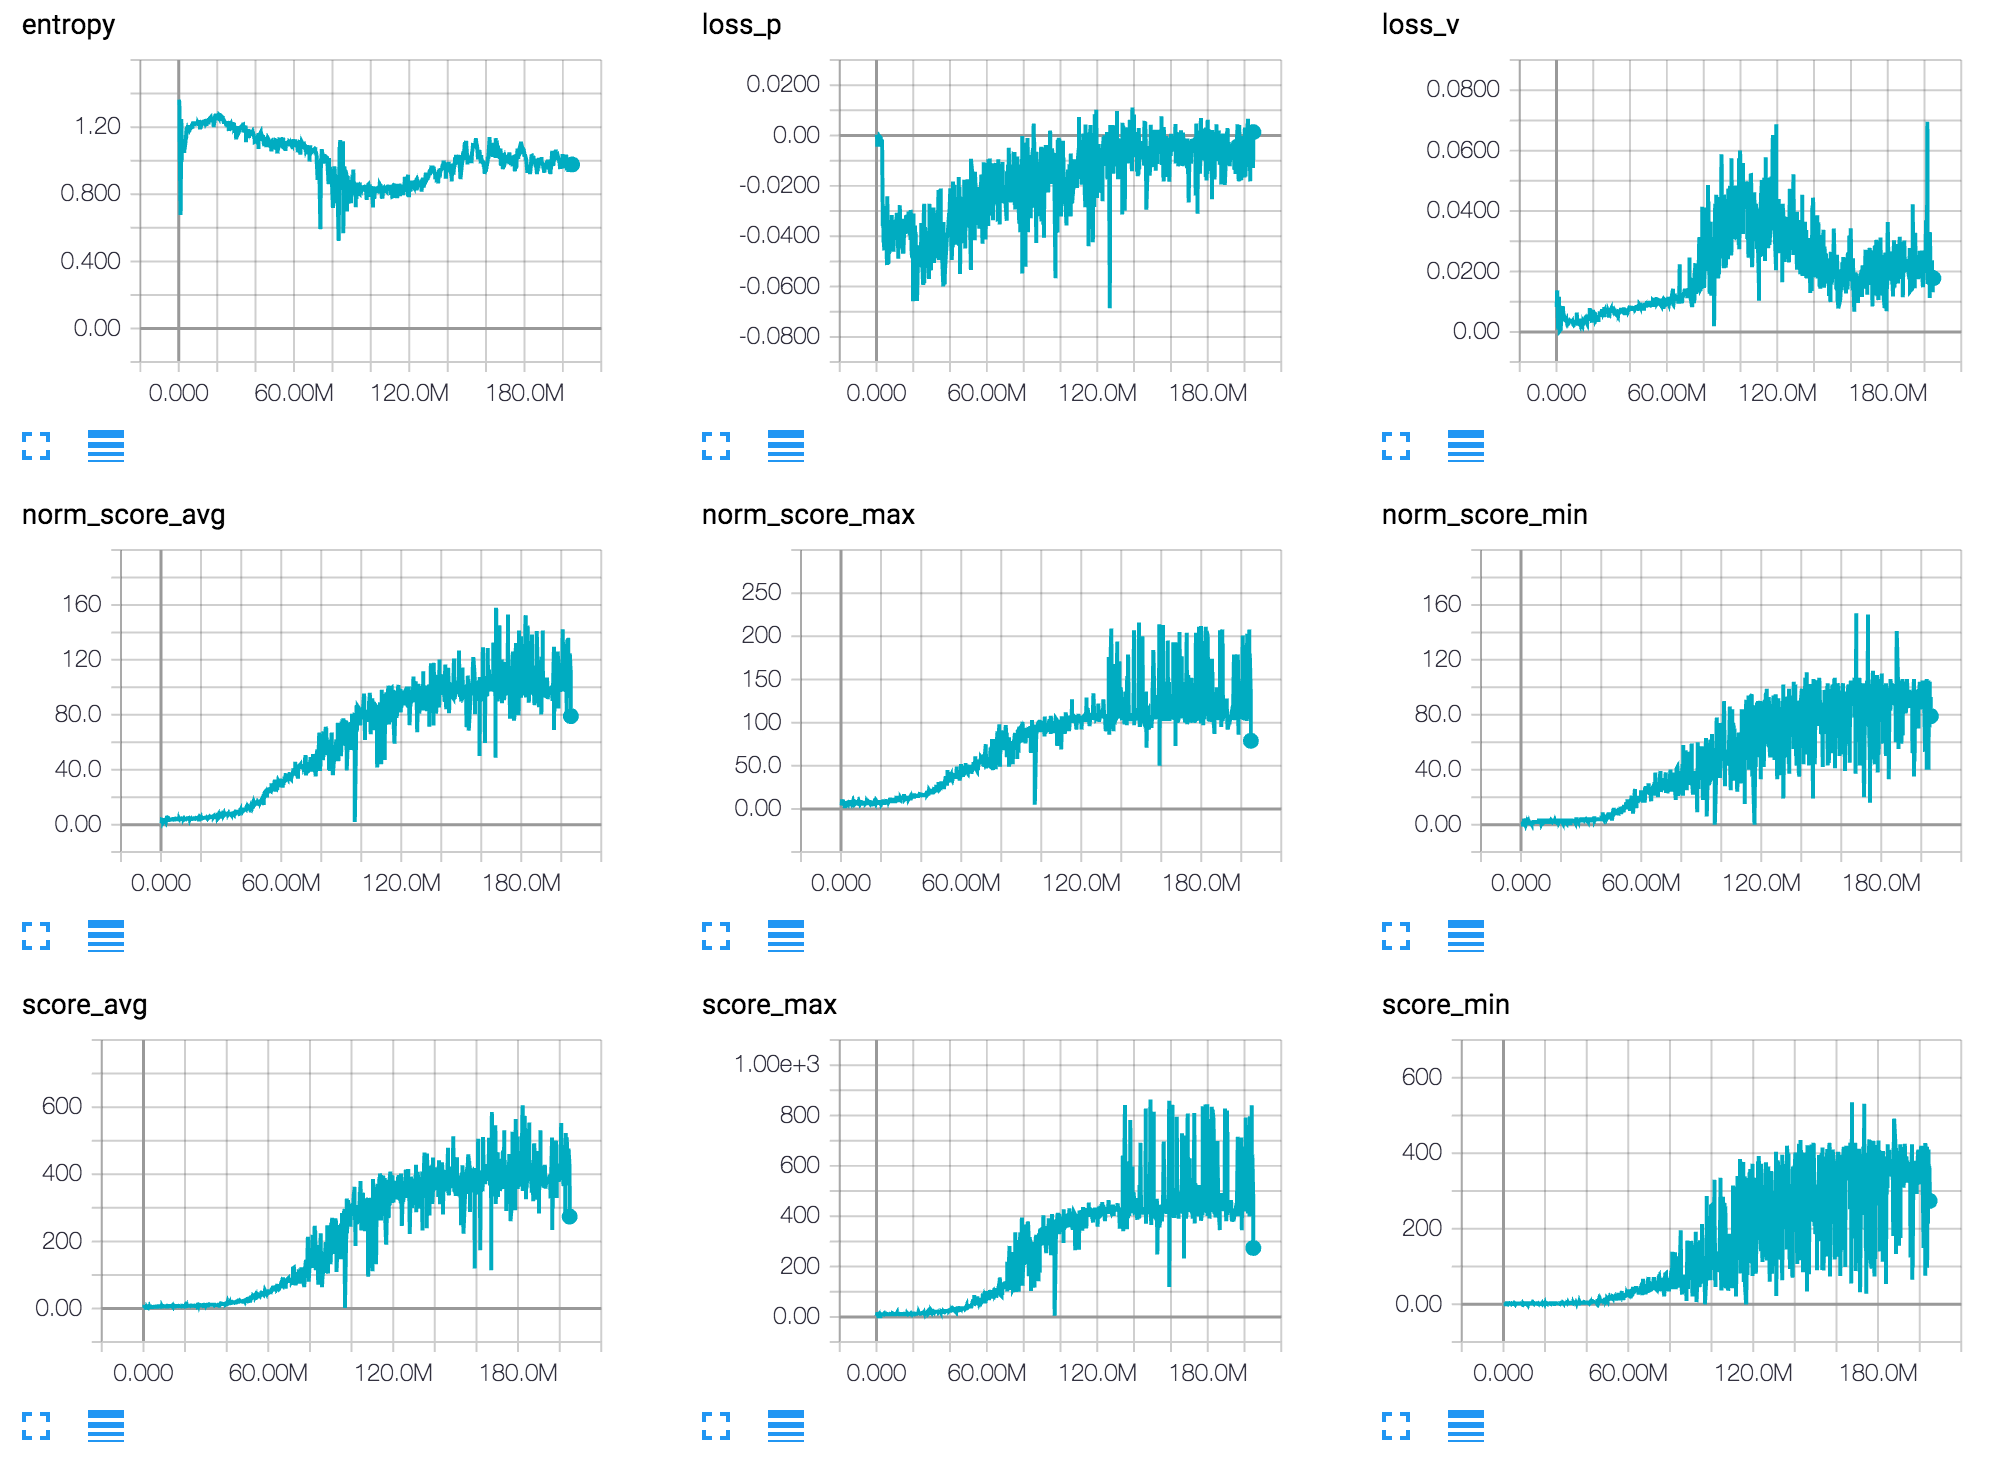 entropy
1.20
0.800
0.400
0.00
0.000 60.00M 120.0M 180.0M
loss_p
0.0200
0.00
-0.0200
-0.0400
-0.0600
-0.0800
0.000 60.00M 120.0M 180.0M
loss_v
0.0800
0.0600
0.0400
0.0200
0.00
0.000 60.00M 120.0M 180.0M
norm_score_avg
160
120
80.0
40.0
0.00
0.000 60.00M 120.0M 180.0M
norm_score_max
250
200
150
100
50.0
0.00
0.000 60.00M 120.0M 180.0M
norm_score_min
160
120
80.0
40.0
0.00
0.000 60.00M 120.0M 180.0M
score_avg
600
400
200
0.00
0.000 60.00M 120.0M 180.0M
score_max
1.00e+3
800
600
400
200
0.00
0.000 60.00M 120.0M 180.0M
score_min
600
400
200
0.00
0.000 60.00M 120.0M 180.0M